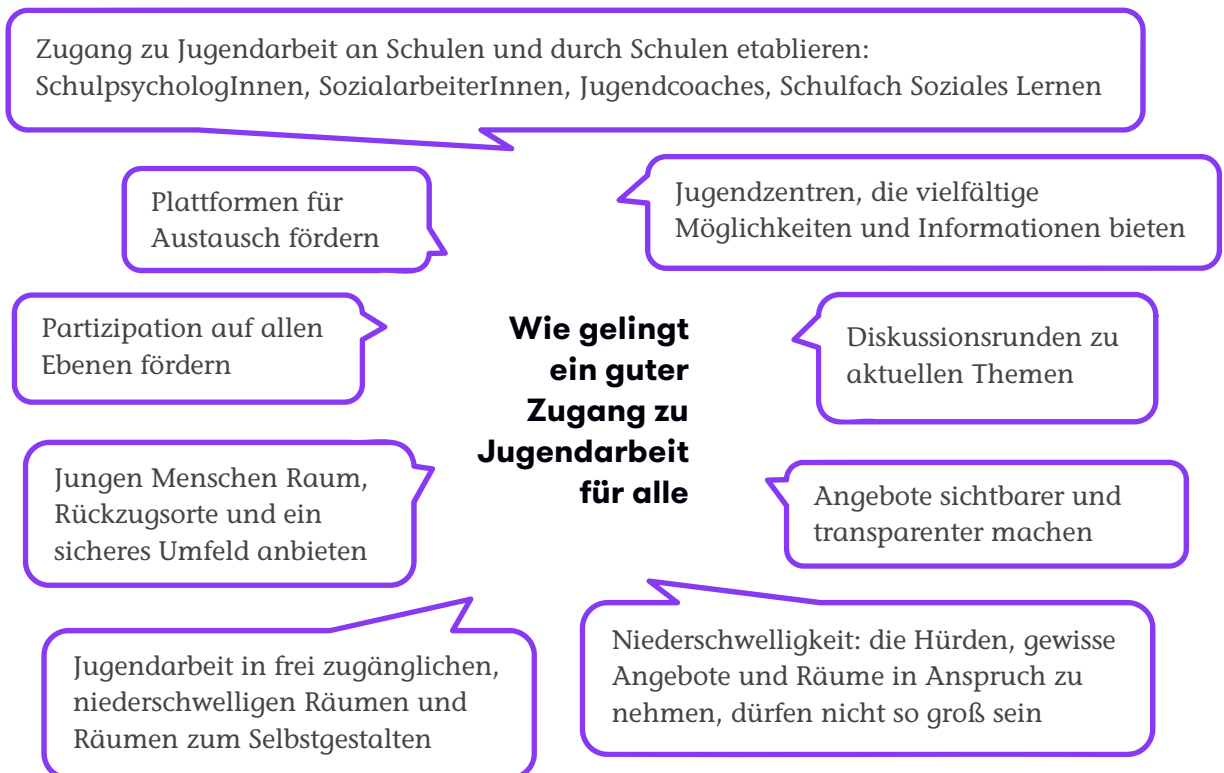 Zugang zu Jugendarbeit an Schulen und durch Schulen etablieren:
SchulpsychologInnen, SozialarbeiterInnen, Jugendcoaches, Schulfach Soziales Lernen
Plattformen für
Austausch fördern
Jugendzentren, die vielfältige
Möglichkeiten und Informationen bieten
Partizipation auf allen
Ebenen fördern
Wie gelingt
ein guter
Zugang zu
Jugendarbeit
für alle
Diskussionsrunden zu
aktuellen Themen
Jungen Menschen Raum,
Rückzugsorte und ein
sicheres Umfeld anbieten
Angebote sichtbarer und
transparenter machen
Jugendarbeit in frei zugänglichen,
niederschwelligen Räumen und
Räumen zum Selbstgestalten
Niederschwelligkeit: die Hürden, gewisse
Angebote und Räume in Anspruch zu
nehmen, dürfen nicht so groß sein